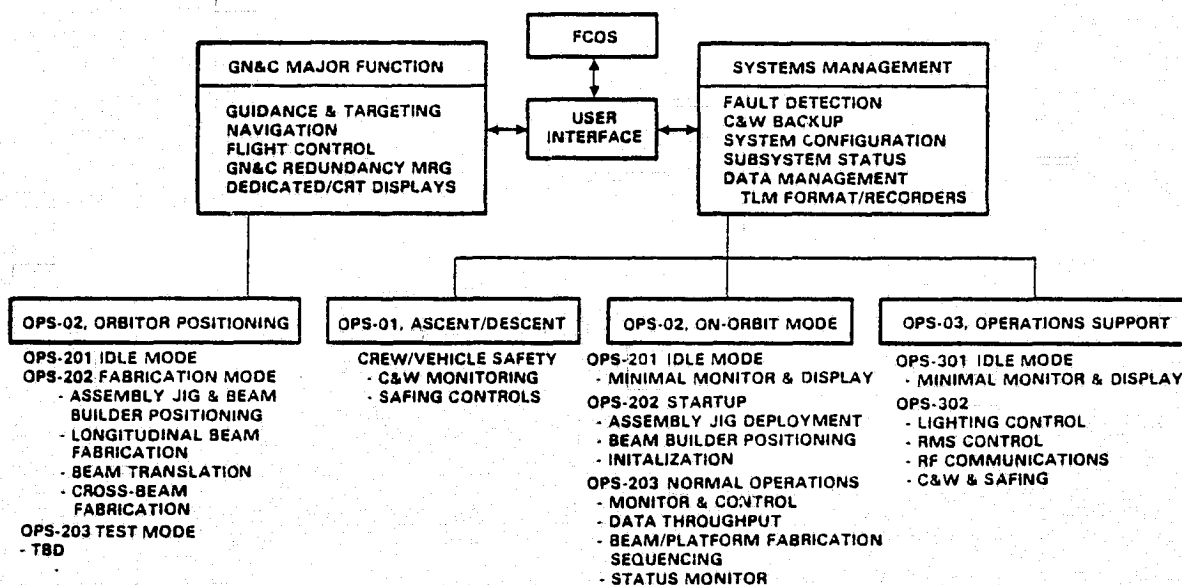 FCOS
GN&C MAJOR FUNCTION
GUIDANCE & TARGETING
NAVIGATION
FLIGHT CONTROL
GN&C REDUNDANCY MRG
DEDICATED/CRT DISPLAYS
USER
INTERFACE
SYSTEMS MANAGEMENT
FAULT DETECTION
C&W BACKUP
SYSTEM CONFIGURATION
SUBSYSTEM STATUS
DATA MANAGEMENT
TLM FORMAT/RECORDERS
OPS-02, ORBITOR POSITIONING
OPS-201 IDLE MODE
OPS-202 FABRICATION MODE
- ASSEMBLY JIG & BEAM
BUILDER POSITIONING
- LONGITUDINAL BEAM
FABRICATION
- BEAM TRANSLATION
- CROSS-BEAM
FABRICATION
OPS-203 TEST MODE
- TBD
OPS-01, ASCENT/DESCENT
CREW/VEHICLE SAFETY
- C&W MONITORING
- SAFING CONTROLS
OPS-02, ON-ORBIT MODE
OPS-201 IDLE MODE
- MINIMAL MONITOR & DISPLAY
OPS-202 STARTUP
- ASSEMBLY JIG DEPLOYMENT
- BEAM BUILDER POSITIONING
- INITALIZATION
OPS-203 NORMAL OPERATIONS
- MONITOR & CONTROL
- DATA THROUGHPUT
- BEAM/PLATFORM FABRICATION
SEQUENCING
- STATUS MONITOR
OPS-03, OPERATIONS SUPPORT
OPS-301 IDLE MODE
- MINIMAL MONITOR & DISPLAY
OPS-302
- LIGHTING CONTROL
- RMS CONTROL
- RF COMMUNICATIONS
- C&W & SAFING